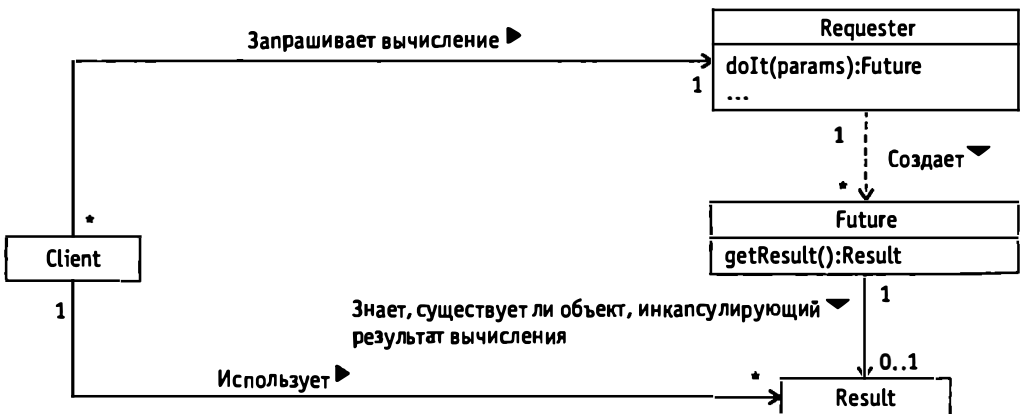 Запрашивает вычисление
Requester
doIt(params):Future
...
1
1
Создает
*
*
Future
Client
getResult():Result
1
1
Знает, существует ли объект, инкапсулирующий
результат вычисления
0..1
Использует
*
Result